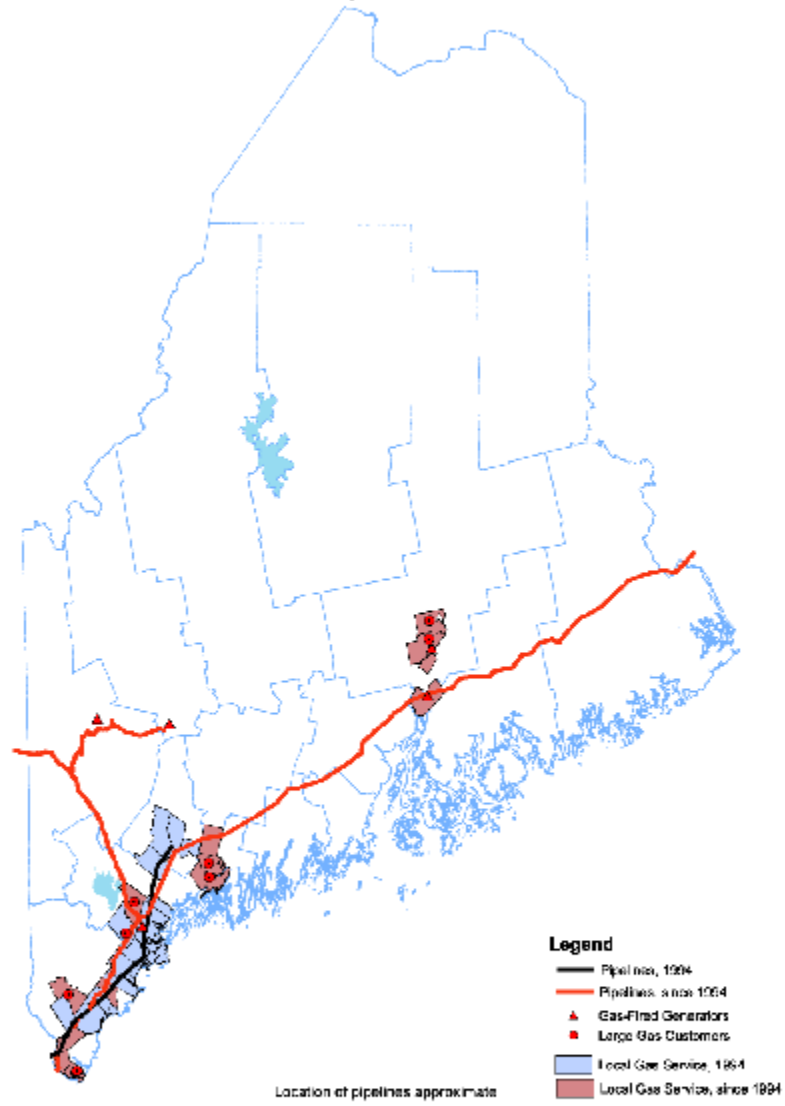 Legend
Pipelines, 1994
Pipelines, since 1994
Gas-Fired Generators
Large Gas Customers
Local Gas Service, 1994
Local Gas Service, since 1994
Location of pipelines approximate